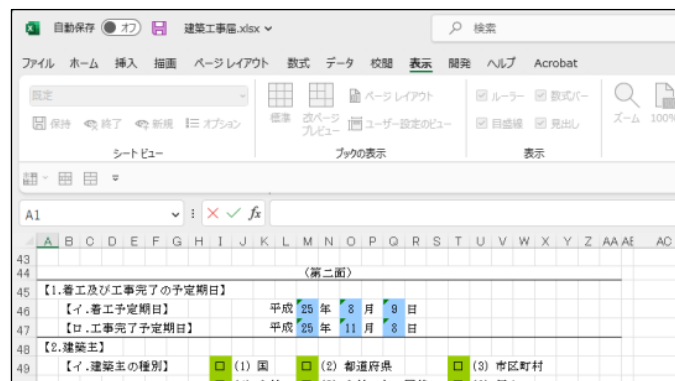 自動保存 オフ 建築工事届.xlsx 検索
ファイル ホーム 挿入 描画 ページ レイアウト 数式 データ 校閲 表示 開発 ヘルプ Acrobat
既定
保持 終了 新規 オプション
シート ビュー
標準 改ページ プレビュー ページ レイアウト ユーザー設定のビュー
ブックの表示
ルーラー 数式バー
目盛線 見出し
表示
ズーム 100%
A1 fx
A B C D E F G H I J K L M N O P Q R S T U V W X Y Z AA AC
43
44 (第二面)
45 【1.着工及び工事完了の予定期日】
46 【イ.着工予定期日】 平成 25 年 8 月 9 日
47 【ロ.工事完了予定期日】 平成 25 年 11 月 8 日
48 【2.建築主】
49 【イ.建築主の種別】 (1) 国 (2) 都道府県 (3) 市区町村